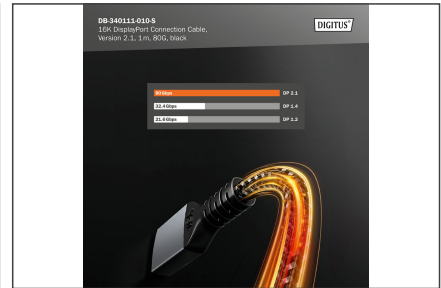 DB-340111-010-S
16K DisplayPort Connection Cable,
Version 2.1, 1m, 80G, black
DIGITUS®
80 Gbps DP 2.1
32.4 Gbps DP 1.4
21.6 Gbps DP 1.2